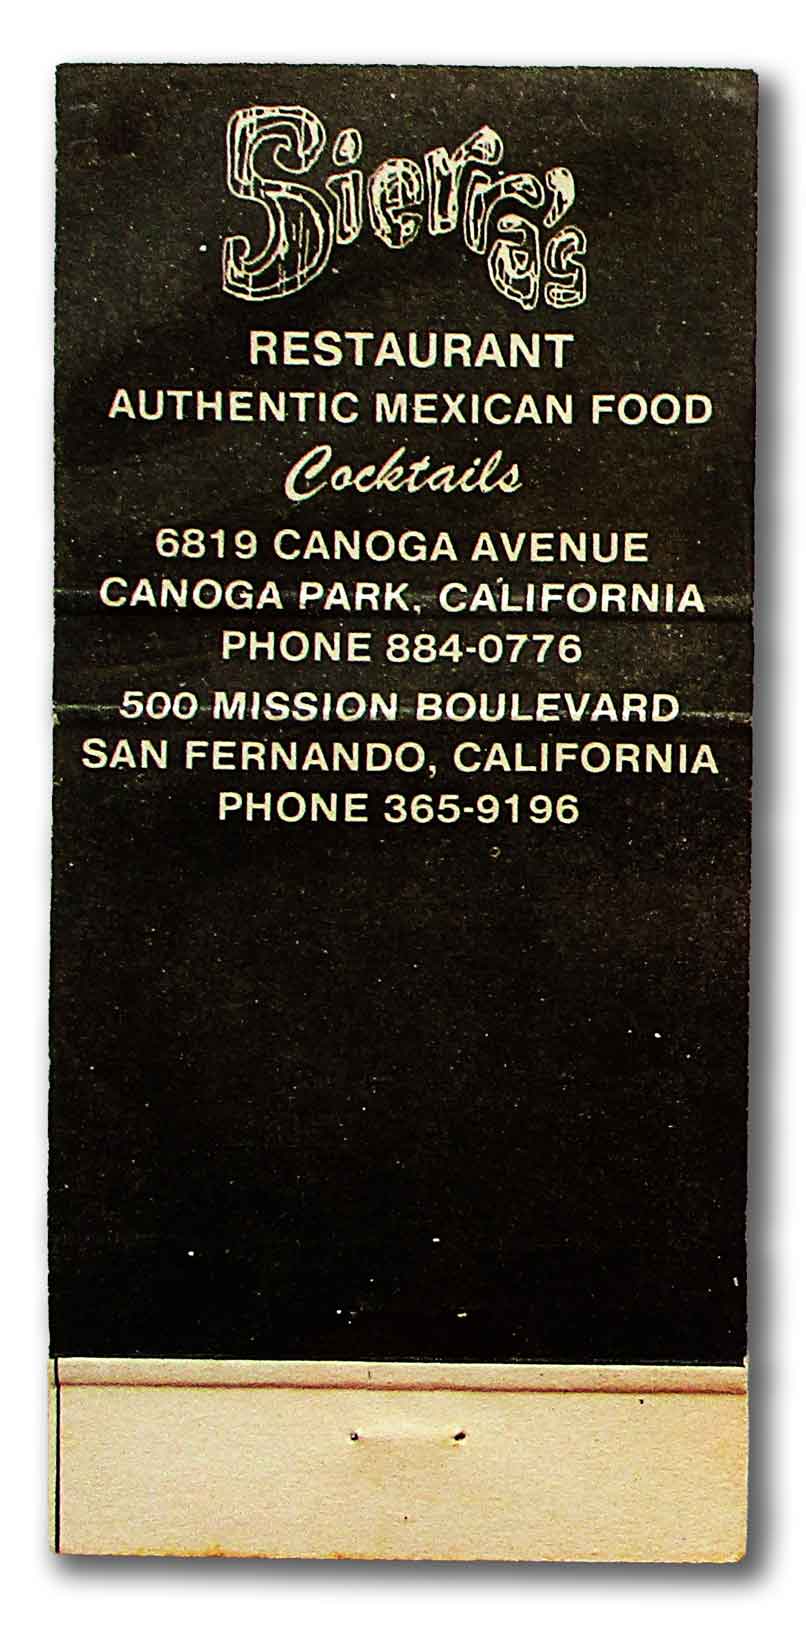 Sierra's
RESTAURANT
AUTHENTIC MEXICAN FOOD
Cocktails
6819 CANOGA AVENUE
CANOGA PARK, CALIFORNIA
PHONE 884-0776
500 MISSION BOULEVARD
SAN FERNANDO, CALIFORNIA
PHONE 365-9196